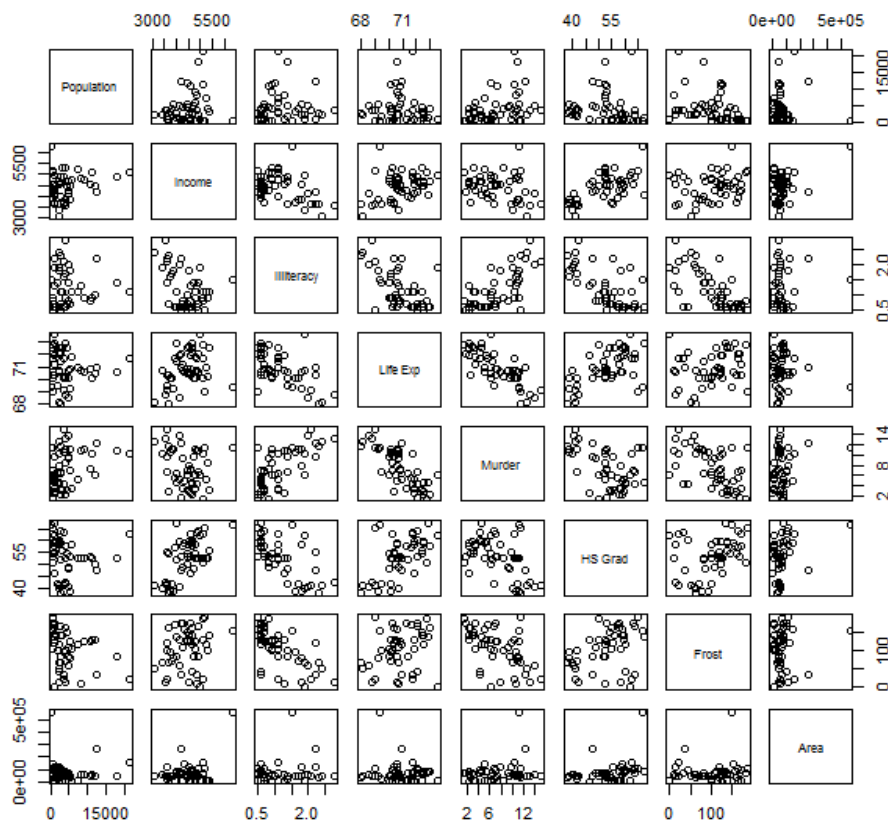 3000 5500 68 71 40 55 0e+00 5e+05
Population
0 15000
3000 5500
Income
Illiteracy
0.5 2.0
68 71
Life Exp
Murder
2 4 8 14
40 55
HS Grad
Frost
0 100
0e+00 5e+05
Area
0 15000 0.5 2.0 2 6 12 0 100